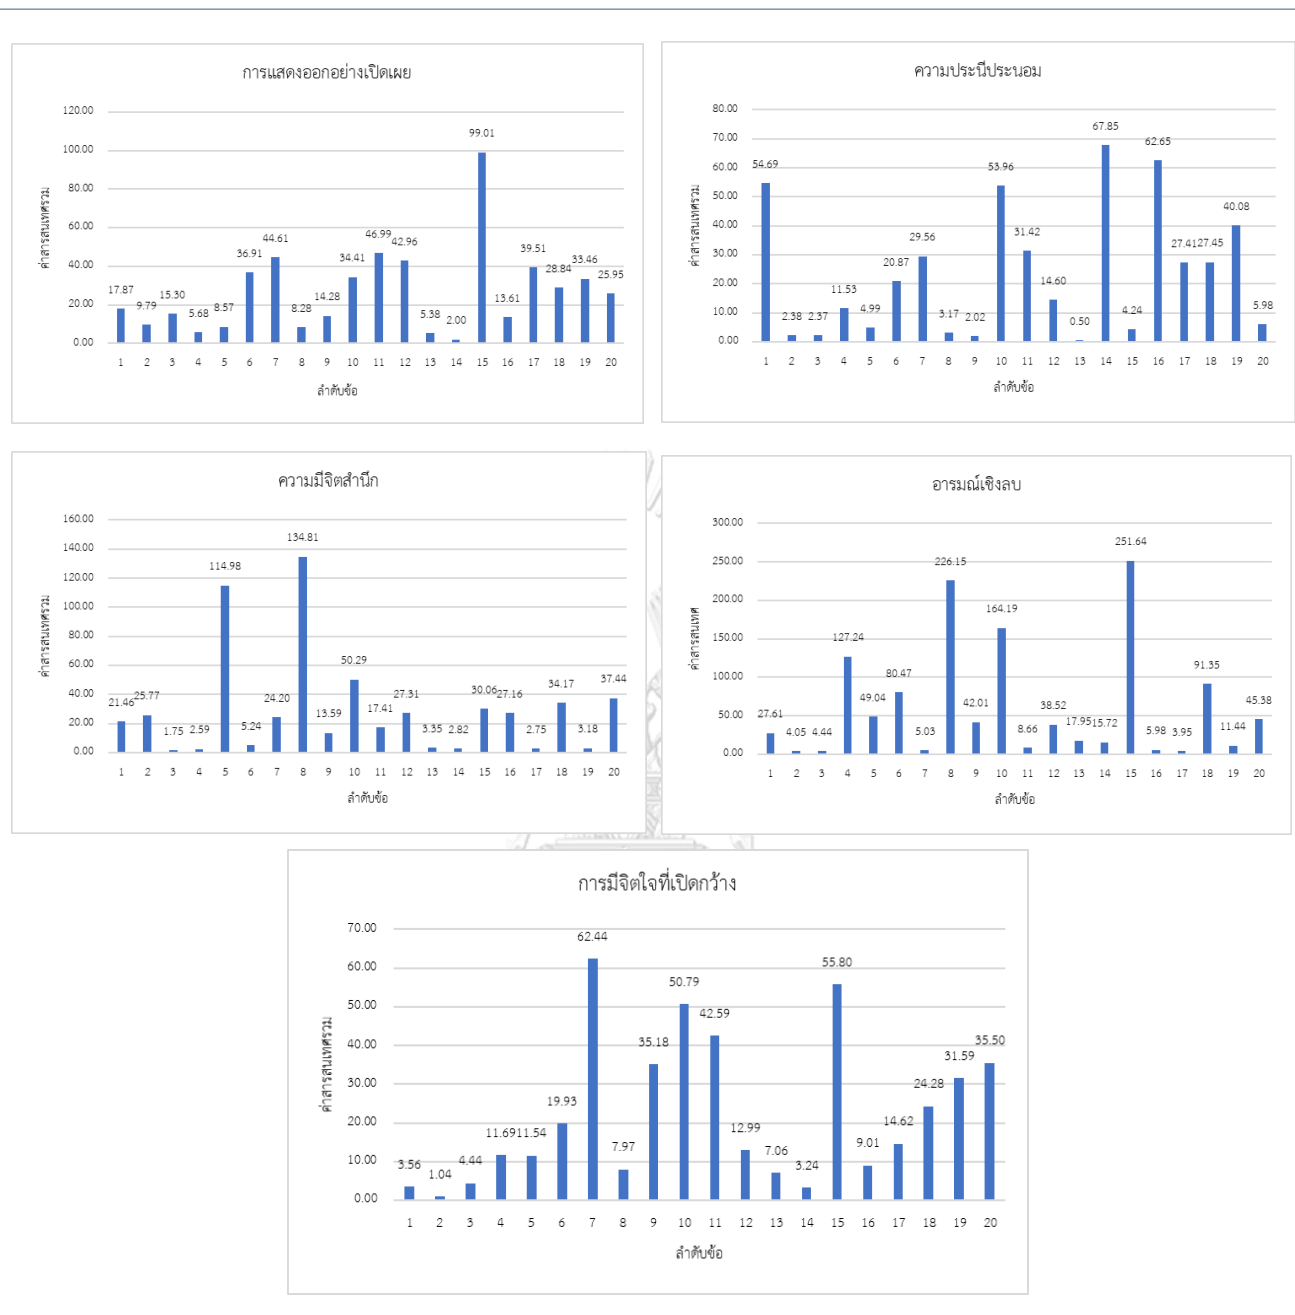 การแสดงออกอย่างเปิดเผย
120.00
100.00
80.00
60.00
40.00
20.00
0.00
ค่าสารสนเทศรวม
17.87 9.79 15.30 5.68 8.57 36.91 44.61 8.28 14.28 34.41 46.99 42.96 5.38 2.00 99.01 13.61 39.51 28.84 33.46 25.95
1 2 3 4 5 6 7 8 9 10 11 12 13 14 15 16 17 18 19 20
ลำดับข้อ
ความประนีประนอม
80.00
70.00
60.00
50.00
40.00
30.00
20.00
10.00
0.00
ค่าสารสนเทศรวม
54.69 2.38 2.37 11.53 4.99 20.87 29.56 3.17 2.02 53.96 31.42 14.60 0.50 67.85 4.24 62.65 27.41 27.45 40.08 5.98
1 2 3 4 5 6 7 8 9 10 11 12 13 14 15 16 17 18 19 20
ลำดับข้อ
ความมีจิตสำนึก
160.00
140.00
120.00
100.00
80.00
60.00
40.00
20.00
0.00
ค่าสารสนเทศรวม
21.46 25.77 1.75 2.59 114.98 5.24 24.20 134.81 13.59 50.29 17.41 27.31 3.35 2.82 30.06 27.16 2.75 34.17 3.18 37.44
1 2 3 4 5 6 7 8 9 10 11 12 13 14 15 16 17 18 19 20
ลำดับข้อ
อารมณ์เชิงลบ
300.00
250.00
200.00
150.00
100.00
50.00
0.00
ค่าสารสนเทศ
27.61 4.05 4.44 127.24 49.04 80.47 5.03 226.15 42.01 164.19 8.66 38.52 17.95 15.72 251.64 5.98 3.95 91.35 11.44 45.38
1 2 3 4 5 6 7 8 9 10 11 12 13 14 15 16 17 18 19 20
ลำดับข้อ
การมีจิตใจที่เปิดกว้าง
70.00
60.00
50.00
40.00
30.00
20.00
10.00
0.00
ค่าสารสนเทศรวม
3.56 1.04 4.44 11.69 11.54 19.93 62.44 7.97 35.18 50.79 42.59 12.99 7.06 3.24 55.80 9.01 14.62 24.28 31.59 35.50
1 2 3 4 5 6 7 8 9 10 11 12 13 14 15 16 17 18 19 20
ลำดับข้อ